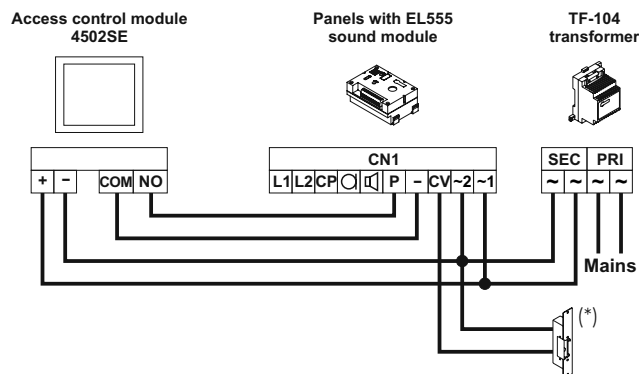 Access control module
4502SE
Panels with EL555
sound module
TF-104
transformer
CN1
SEC PRI
+ − COM NO
L1 L2 CP P − CV ~2 ~1
~ ~ ~ ~
Mains
(*)